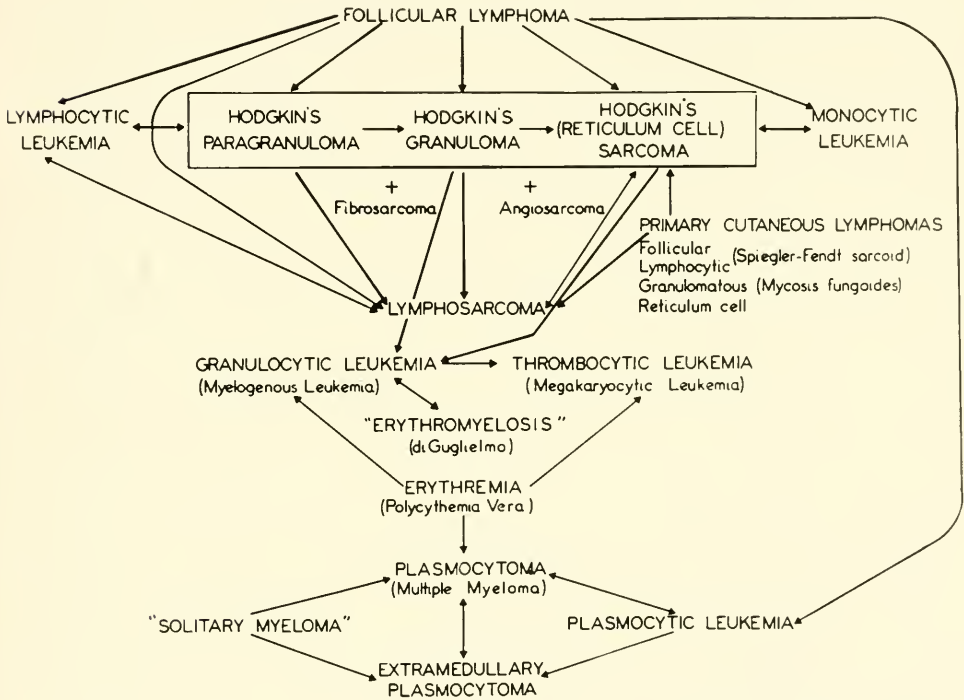 FOLLICULAR LYMPHOMA
LYMPHOCYTIC
LEUKEMIA
HODGKIN'S
PARAGRANULOMA
HODGKIN'S
GRANULOMA
HODGKIN'S
(RETICULUM CELL)
SARCOMA
MONOCYTIC
LEUKEMIA
+
Fibrosarcoma
+
Angiosarcoma
PRIMARY CUTANEOUS LYMPHOMAS
Follicular
Lymphocytic (Spiegler-Fendt sarcoid)
Granulomatous (Mycosis fungoides)
Reticulum cell
LYMPHOSARCOMA
GRANULOCYTIC LEUKEMIA
(Myelogenous Leukemia)
THROMBOCYTIC LEUKEMIA
(Megakaryocytic Leukemia)
"ERYTHROMYELOSIS"
(di Guglielmo)
ERYTHREMIA
(Polycythemia Vera)
PLASMOCYTOMA
(Multiple Myeloma)
"SOLITARY MYELOMA"
PLASMOCYTIC LEUKEMIA
EXTRAMEDULLARY
PLASMOCYTOMA